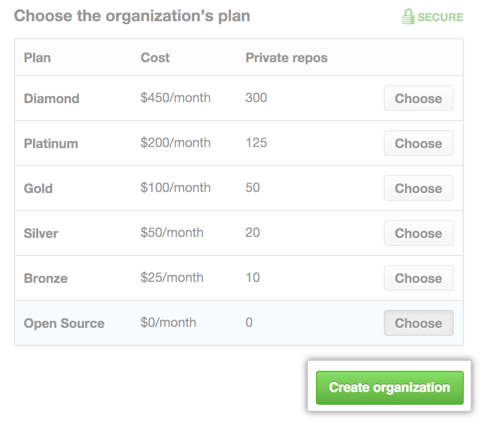 Choose the organization’s plan SECURE
Plan Cost Private repos
Diamond $450/month 300 Choose
Platinum $200/month 125 Choose
Gold $100/month 50 Choose
Silver $50/month 20 Choose
Bronze $25/month 10 Choose
Open Source $0/month 0 Choose
Create organization